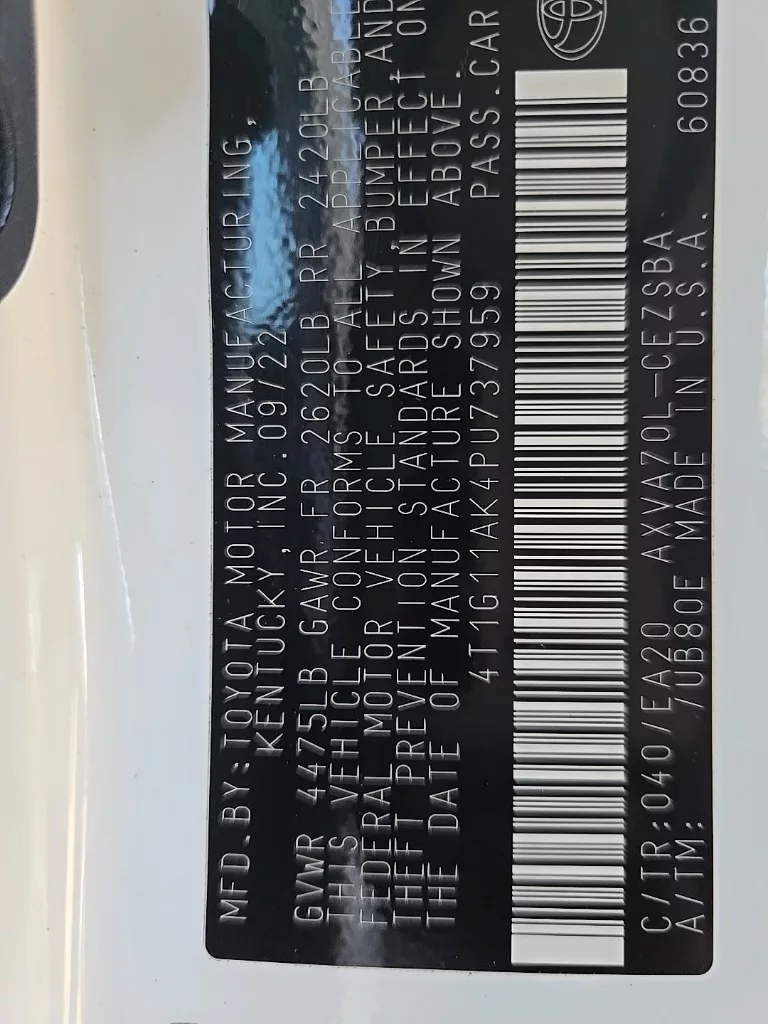 MFD.BY:TOYOTA MOTOR MANUFACTURING,
KENTUCKY, INC.09/22
GVWR 4475LB GAWR FR 2620LB RR 2420LB
THIS VEHICLE CONFORMS TO ALL APPLICABLE
FEDERAL MOTOR VEHICLE SAFETY,BUMPER,AND
THEFT PREVENTION STANDARDS IN EFFECT ON
THE DATE OF MANUFACTURE SHOWN ABOVE.
4T1G11AK4PU737959 PASS.CAR
C/TR:040/EA20 AXVA70L-CEZSBA
A/TM: /UB80E MADE IN U.S.A. 60836